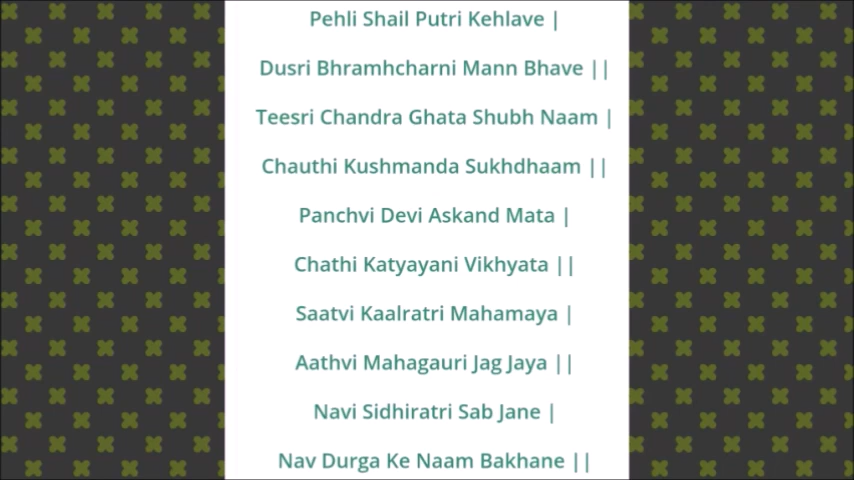 Pehli Shail Putri Kehlave |
Dusri Bhramhcharni Mann Bhave ||
Teesri Chandra Ghata Shubh Naam |
Chauthi Kushmanda Sukhdhaam ||
Panchvi Devi Askand Mata |
Chathi Katyayani Vikhyata ||
Saatvi Kaalratri Mahamaya |
Aathvi Mahagauri Jag Jaya ||
Navi Sidhiratri Sab Jane |
Nav Durga Ke Naam Bakhane ||